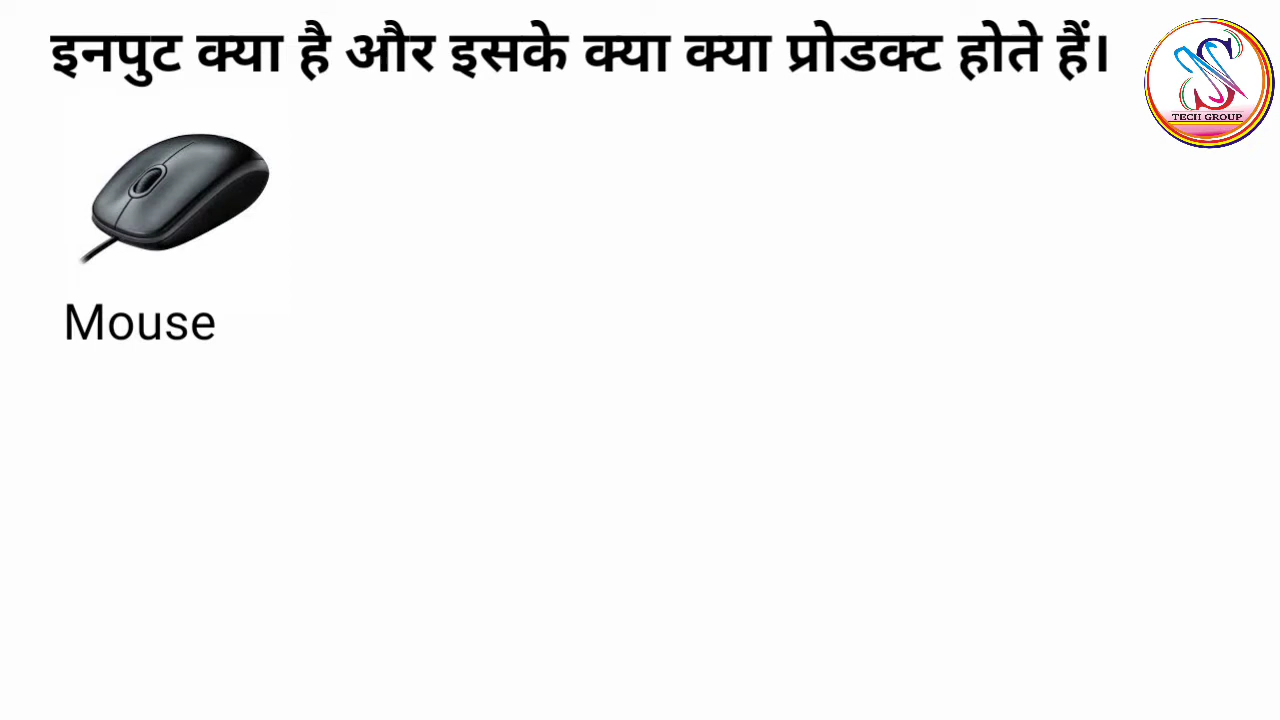 इनपुट क्या है और इसके क्या क्या प्रोडक्ट होते हैं।
TECH GROUP
Mouse